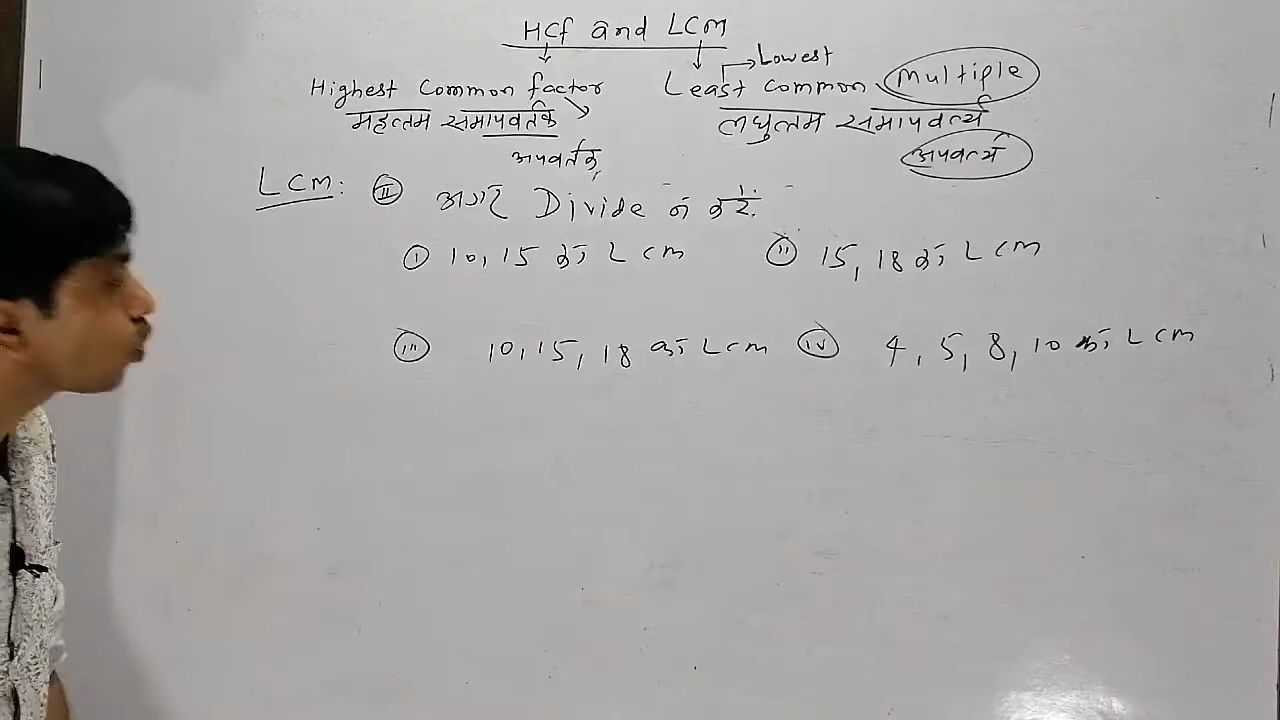 HCf and LCM
Lowest
Highest Common factor Least Common Multiple
महत्तम समापवर्तक लघुत्तम समापवर्त्य
अपवर्तक अपवर्त्य
LCM: II अगर Divide न करे.
i 10, 15 का LCM ii 15, 18 का LCM
iii 10, 15, 18 का LCM iv 4, 5, 8, 10 का LCM